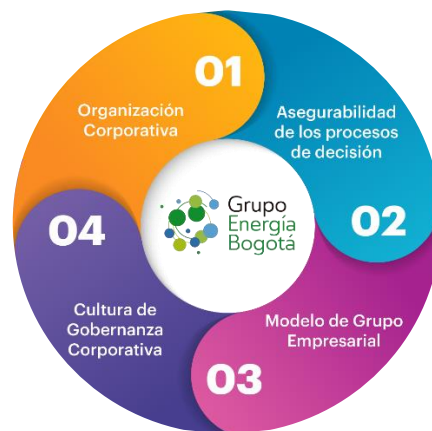 01
Organización
Corporativa
Asegurabilidad
de los procesos
de decisión
02
Modelo de Grupo
Empresarial
03
04
Cultura de
Gobernanza
Corporativa
Grupo
Energía
Bogotá